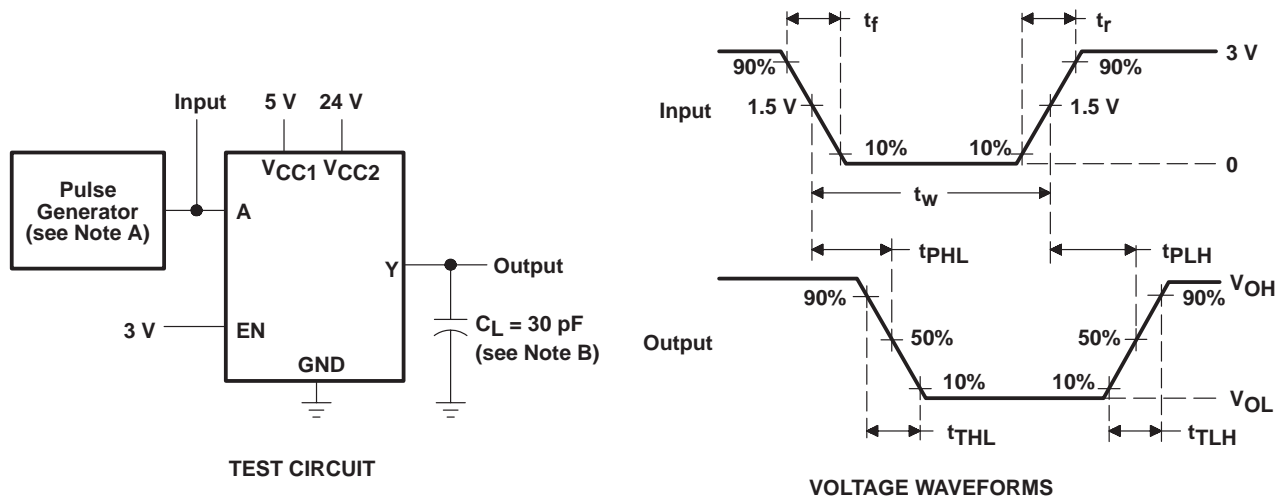 Input
5 V 24 V
VCC1 VCC2
Pulse
Generator
(see Note A)
A
Y
Output
3 V
EN
CL = 30 pF
(see Note B)
GND
TEST CIRCUIT
tf tr
90% 90% 3 V
Input 1.5 V 1.5 V
10% 10%
0
tw
tPHL tPLH
90% 90% VOH
Output 50% 50%
10% 10%
VOL
tTHL tTLH
VOLTAGE WAVEFORMS